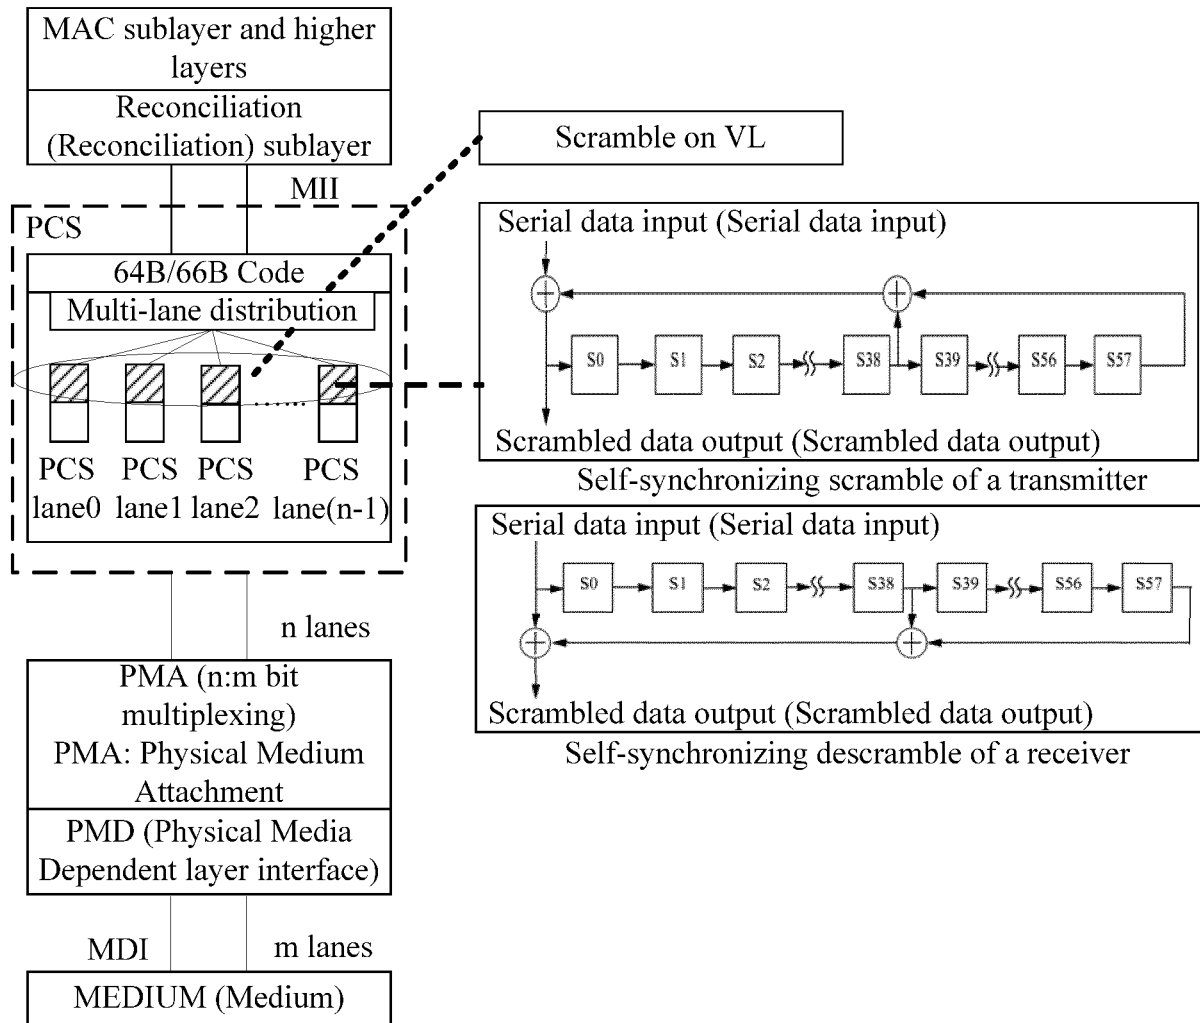 MAC sublayer and higher
layers
Reconciliation
(Reconciliation) sublayer
MII
PCS
64B/66B Code
Multi-lane distribution
PCS PCS PCS PCS
lane0 lane1 lane2 lane(n-1)
n lanes
PMA (n:m bit
multiplexing)
PMA: Physical Medium
Attachment
PMD (Physical Media
Dependent layer interface)
MDI m lanes
MEDIUM (Medium)
Scramble on VL
Serial data input (Serial data input)
S0 S1 S2 S38 S39 S56 S57
Scrambled data output (Scrambled data output)
Self-synchronizing scramble of a transmitter
Serial data input (Serial data input)
S0 S1 S2 S38 S39 S56 S57
Scrambled data output (Scrambled data output)
Self-synchronizing descramble of a receiver